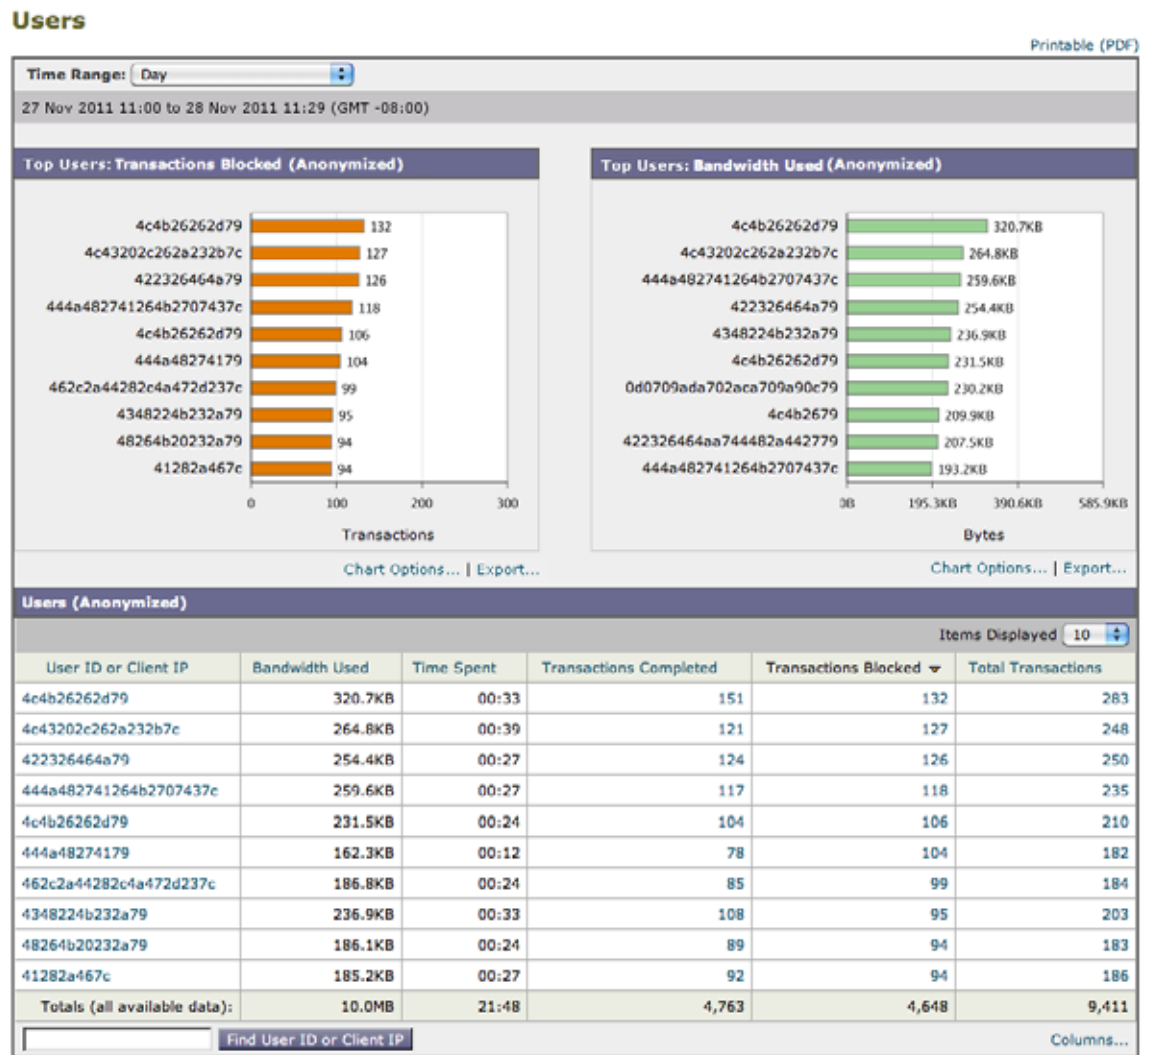 Users
Printable (PDF)
Time Range: Day
27 Nov 2011 11:00 to 28 Nov 2011 11:29 (GMT -08:00)
Top Users: Transactions Blocked (Anonymized)
4c4b26262d79 132
4c43202c262a232b7c 127
422326464a79 126
444a482741264b2707437c 118
4c4b26262d79 106
444a48274179 104
462c2a44282c4a472d237c 99
4348224b232a79 95
48264b20232a79 94
41282a467c 94
0 100 200 300
Transactions
Chart Options... | Export...
Top Users: Bandwidth Used (Anonymized)
4c4b26262d79 320.7KB
4c43202c262a232b7c 264.8KB
444a482741264b2707437c 259.6KB
422326464a79 254.4KB
4348224b232a79 236.9KB
4c4b26262d79 231.5KB
0d0709ada702aca709a90c79 230.2KB
4c4b2679 209.9KB
422326464aa744482a442779 207.5KB
444a482741264b2707437c 193.2KB
0B 195.3KB 390.6KB 585.9KB
Bytes
Chart Options... | Export...
Users (Anonymized)
Items Displayed 10
User ID or Client IP Bandwidth Used Time Spent Transactions Completed Transactions Blocked Total Transactions
4c4b26262d79 320.7KB 00:33 151 132 283
4c43202c262a232b7c 264.8KB 00:39 121 127 248
422326464a79 254.4KB 00:27 124 126 250
444a482741264b2707437c 259.6KB 00:27 117 118 235
4c4b26262d79 231.5KB 00:24 104 106 210
444a48274179 162.3KB 00:12 78 104 182
462c2a44282c4a472d237c 186.8KB 00:24 85 99 184
4348224b232a79 236.9KB 00:33 108 95 203
48264b20232a79 186.1KB 00:24 89 94 183
41282a467c 185.2KB 00:27 92 94 186
Totals (all available data): 10.0MB 21:48 4,763 4,648 9,411
Find User ID or Client IP
Columns...